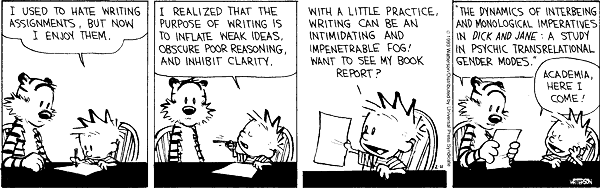 I USED TO HATE
WRITING
ASSIGNMENTS, BUT NOW
I ENJOY THEM.
I REALIZED THAT THE
PURPOSE OF WRITING IS
TO INFLATE WEAK IDEAS,
OBSCURE POOR REASONING,
AND INHIBIT CLARITY.
WITH A LITTLE PRACTICE,
WRITING CAN BE AN
INTIMIDATING AND
IMPENETRABLE FOG!
WANT TO SEE MY BOOK
REPORT?
"THE DYNAMICS OF INTERBEING
AND MONOLOGICAL IMPERATIVES
IN DICK AND JANE: A STUDY
IN PSYCHIC TRANSRELATIONAL
GENDER MODES."
ACADEMIA,
HERE I
COME!
WATTERSON